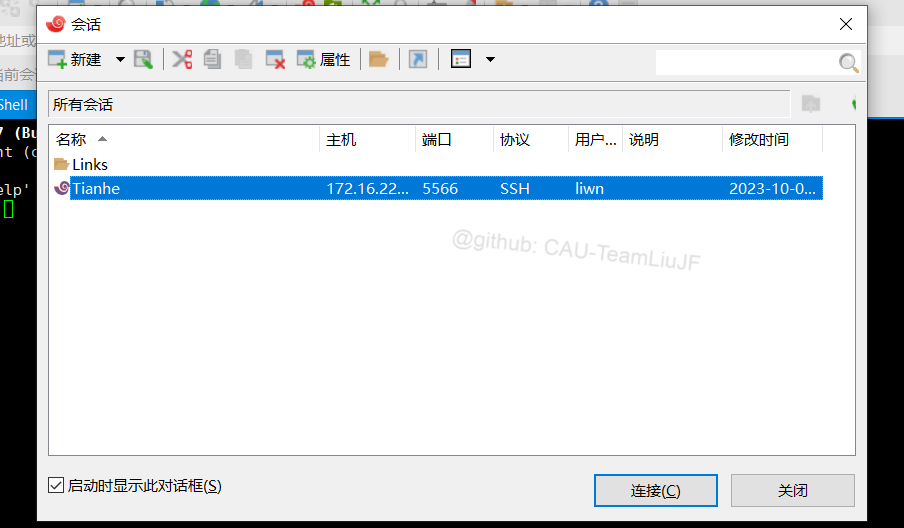 会话
新建
属性
所有会话
名称 主机 端口 协议 用户... 说明 修改时间
Links
Tianhe 172.16.22... 5566 SSH liwn 2023-10-0...
@github: CAU-TeamLiuJF
启动时显示此对话框(S)
连接(C) 关闭
地址或
当前会
Shell
7 (Bu
nt (c
elp'